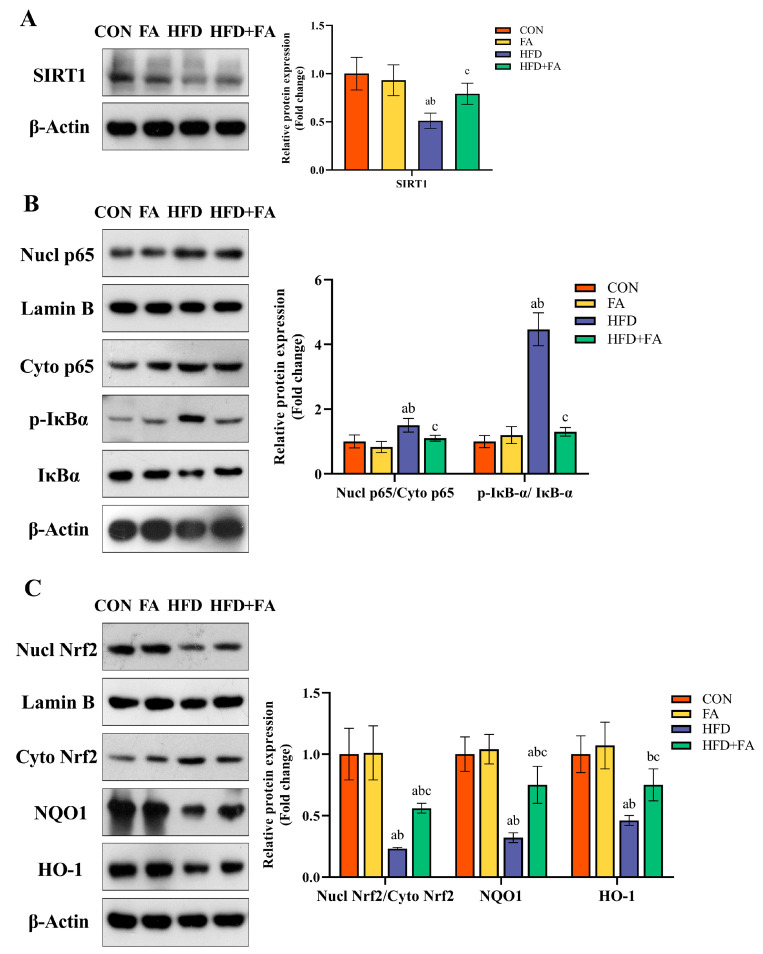 A
CON FA HFD HFD+FA
SIRT1
β-Actin
Relative protein expression
(Fold change)
1.5
1.0
0.5
0.0
ab
c
SIRT1
CON
FA
HFD
HFD+FA
B
CON FA HFD HFD+FA
Nucl p65
Lamin B
Cyto p65
p-IκBα
IκBα
β-Actin
Relative protein expression
(Fold change)
6
4
2
0
ab
c
ab
c
Nucl p65/Cyto p65
p-IκB-α/ IκB-α
CON
FA
HFD
HFD+FA
C
CON FA HFD HFD+FA
Nucl Nrf2
Lamin B
Cyto Nrf2
NQO1
HO-1
β-Actin
Relative protein expression
(Fold change)
1.5
1.0
0.5
0.0
ab
abc
ab
abc
ab
bc
Nucl Nrf2/Cyto Nrf2
NQO1
HO-1
CON
FA
HFD
HFD+FA